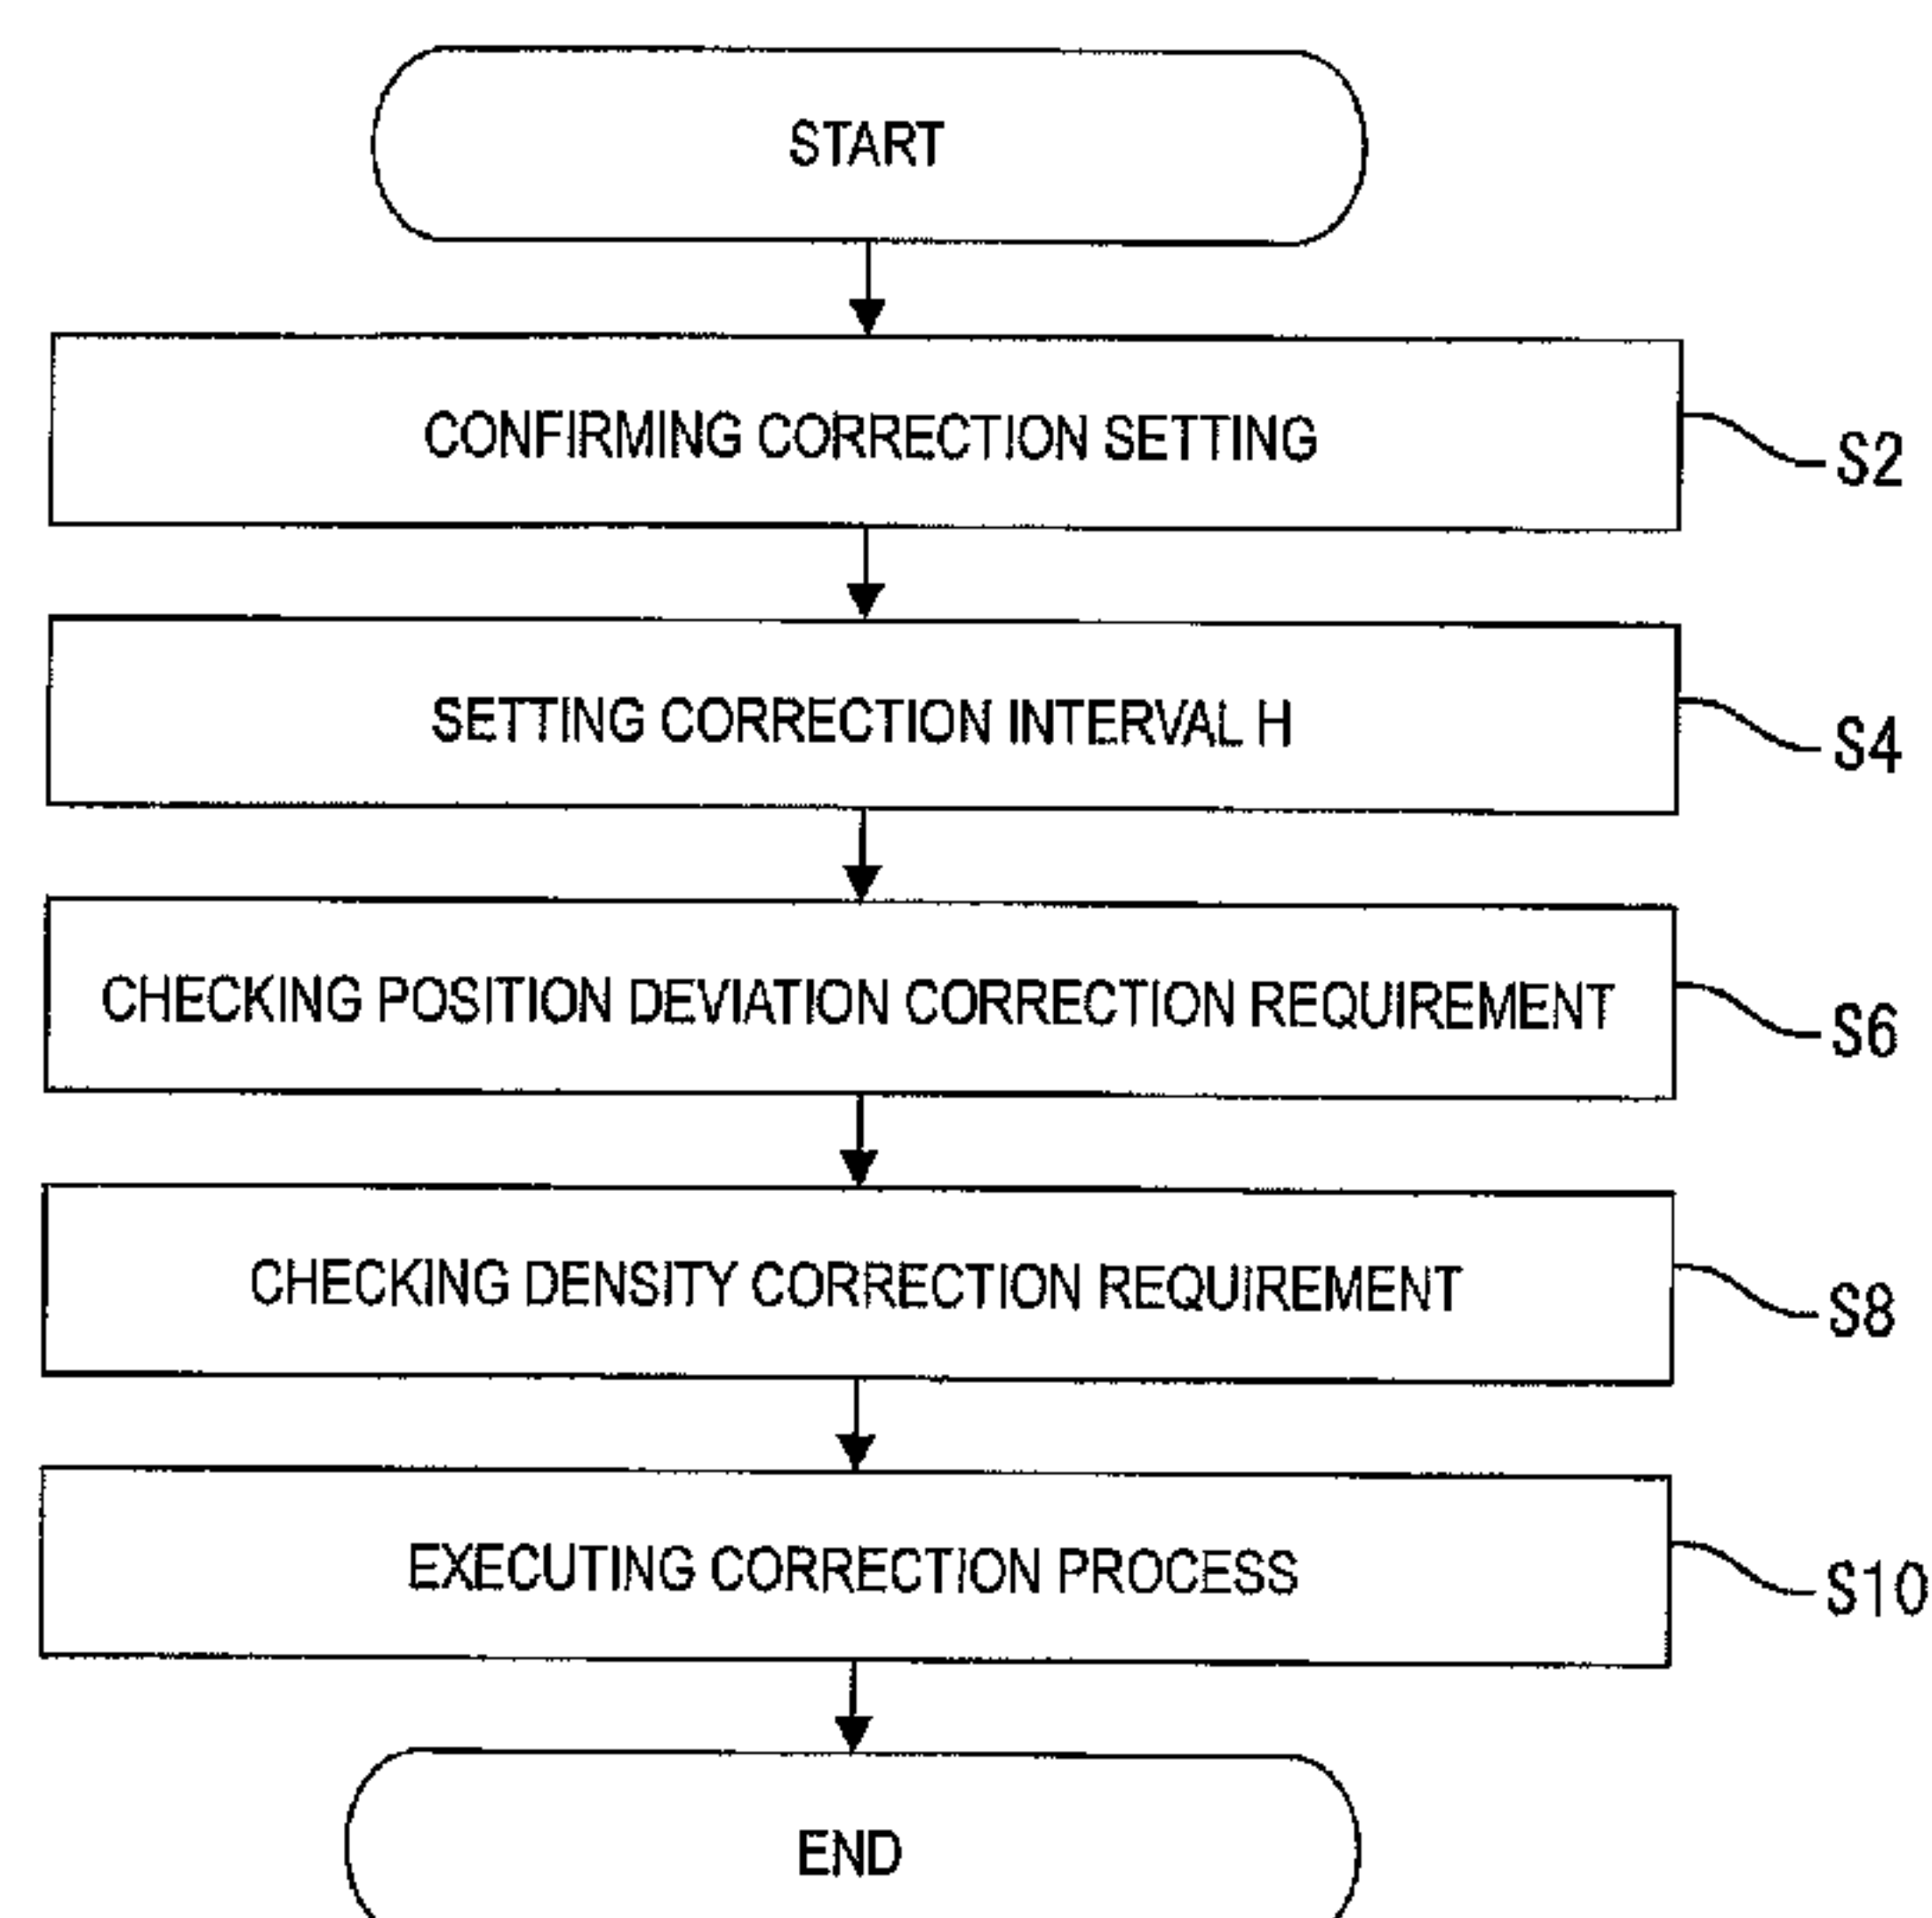 START
CONFIRMING CORRECTION SETTING
S2
SETTING CORRECTION INTERVAL H
S4
CHECKING POSITION DEVIATION CORRECTION REQUIREMENT
S6
CHECKING DENSITY CORRECTION REQUIREMENT
S8
EXECUTING CORRECTION PROCESS
S10
END